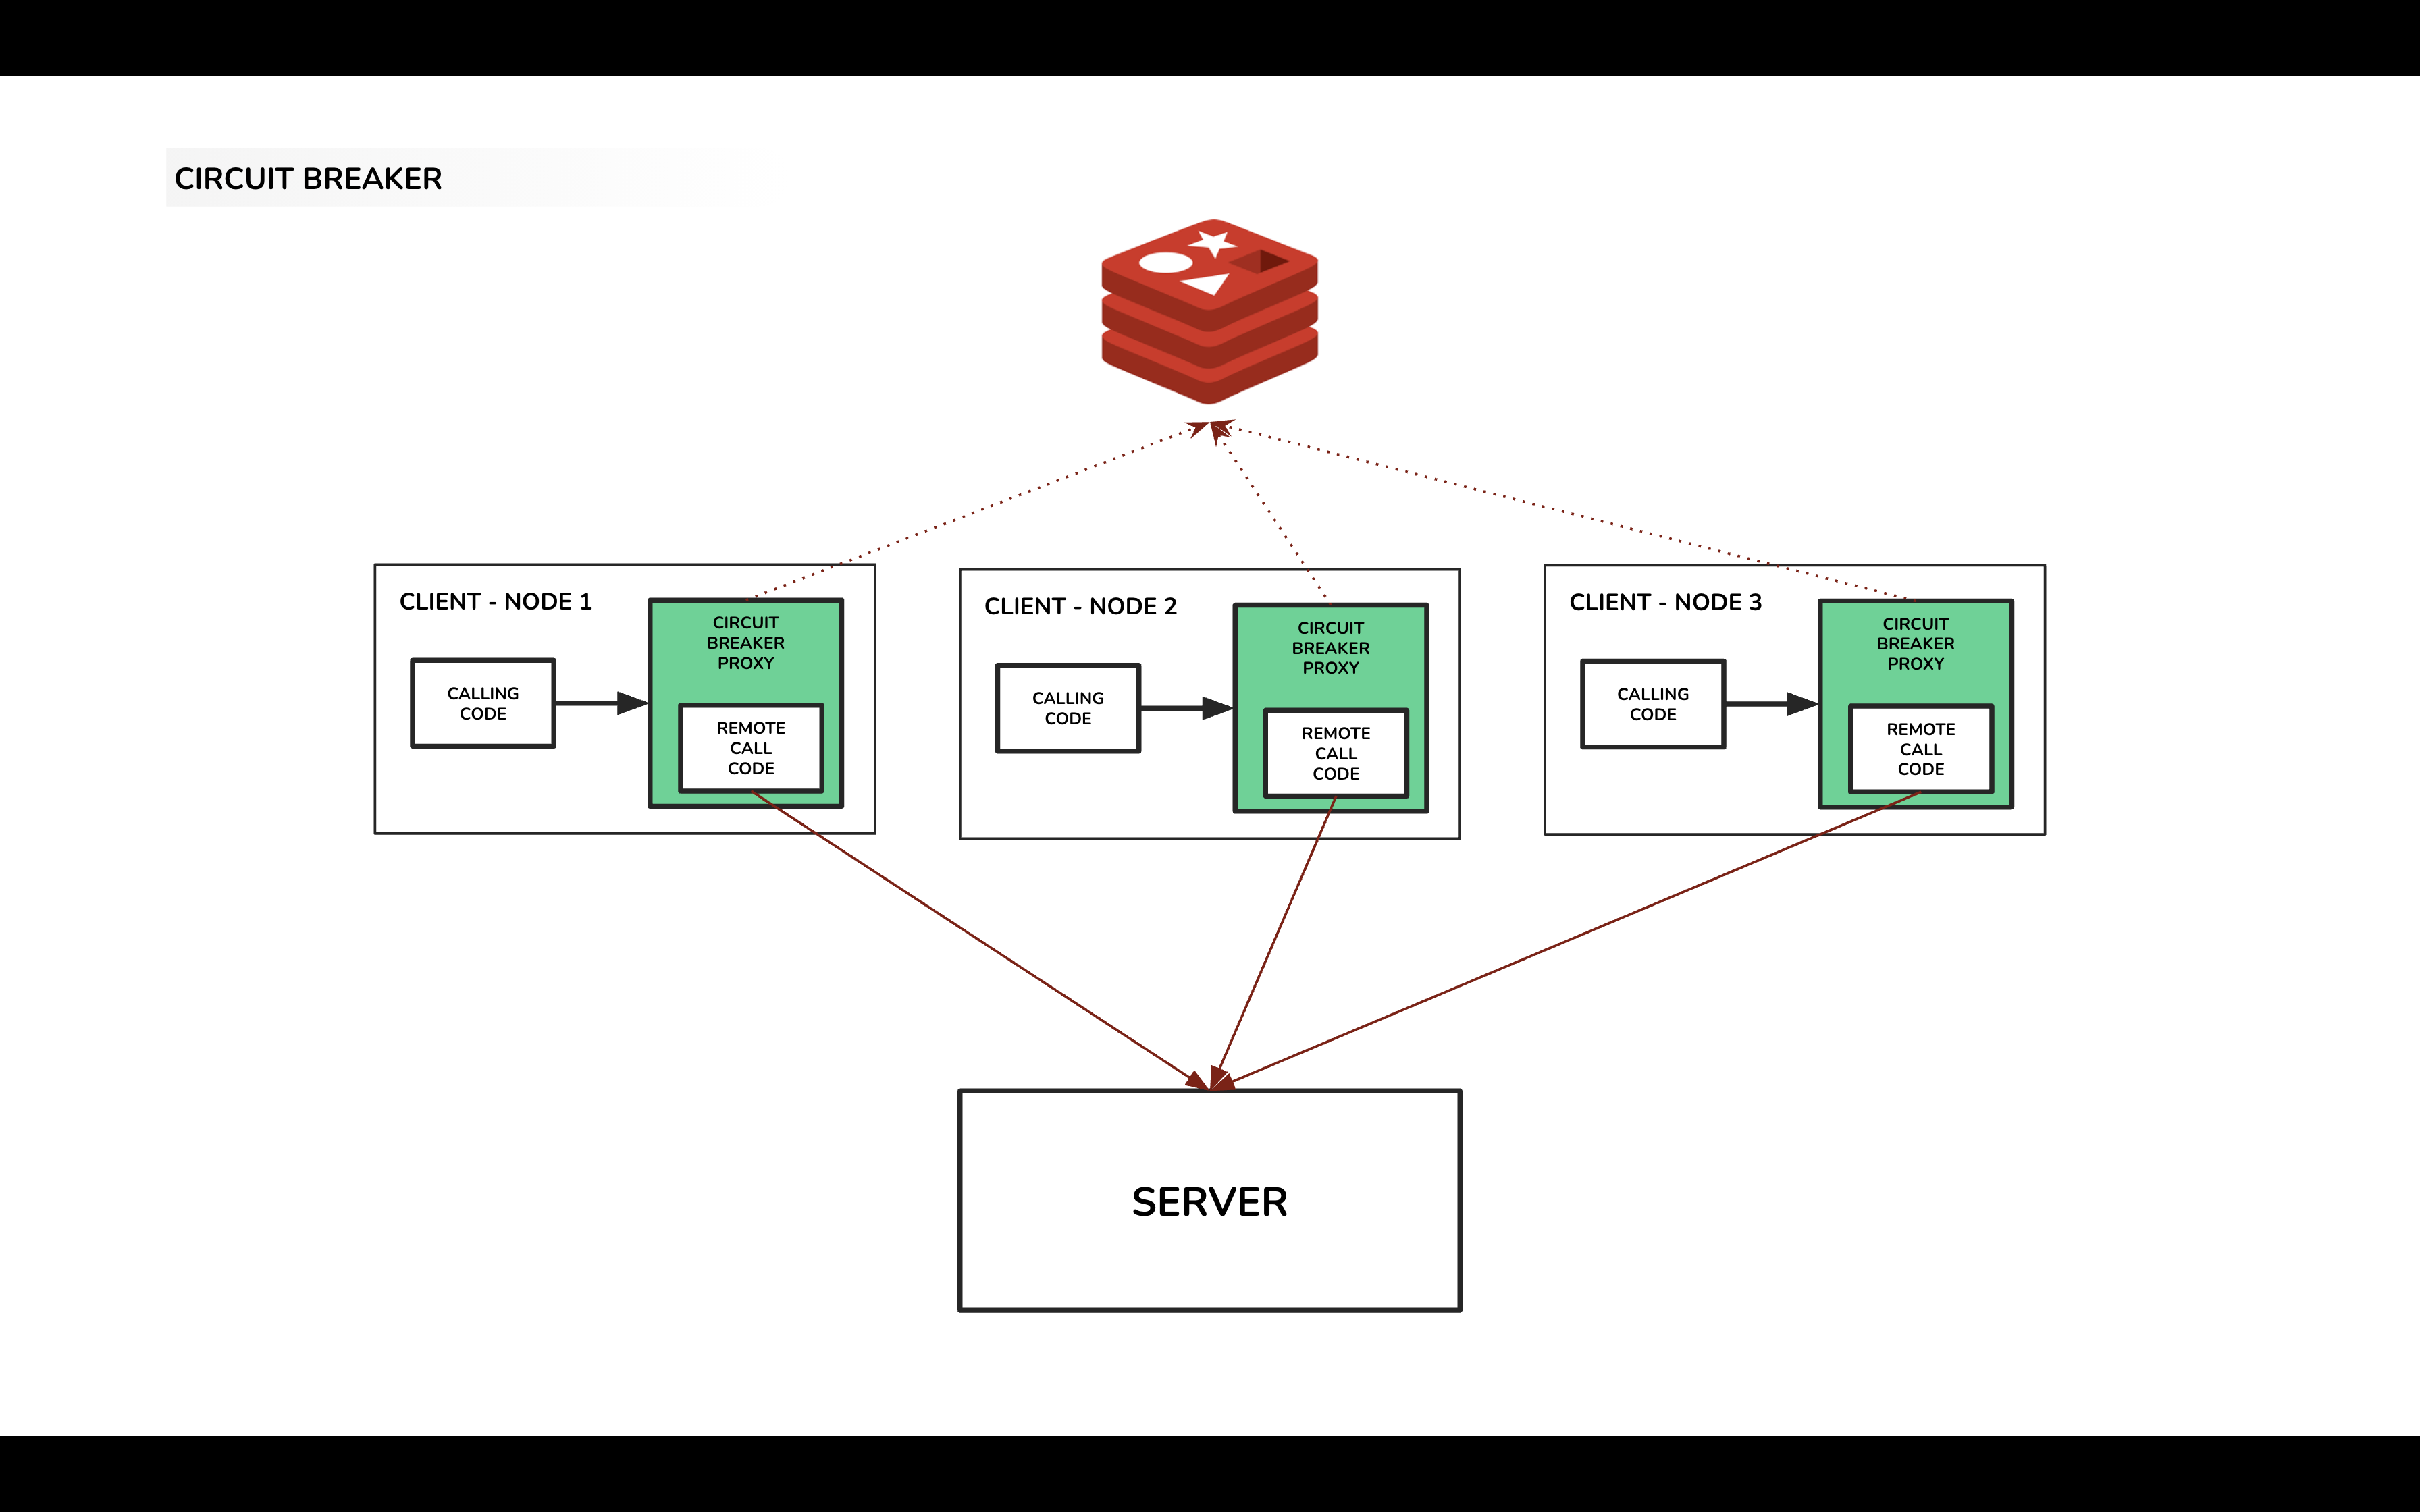 CIRCUIT BREAKER
CLIENT - NODE 1
CALLING
CODE
CIRCUIT
BREAKER
PROXY
REMOTE
CALL
CODE
CLIENT - NODE 2
CALLING
CODE
CIRCUIT
BREAKER
PROXY
REMOTE
CALL
CODE
CLIENT - NODE 3
CALLING
CODE
CIRCUIT
BREAKER
PROXY
REMOTE
CALL
CODE
SERVER